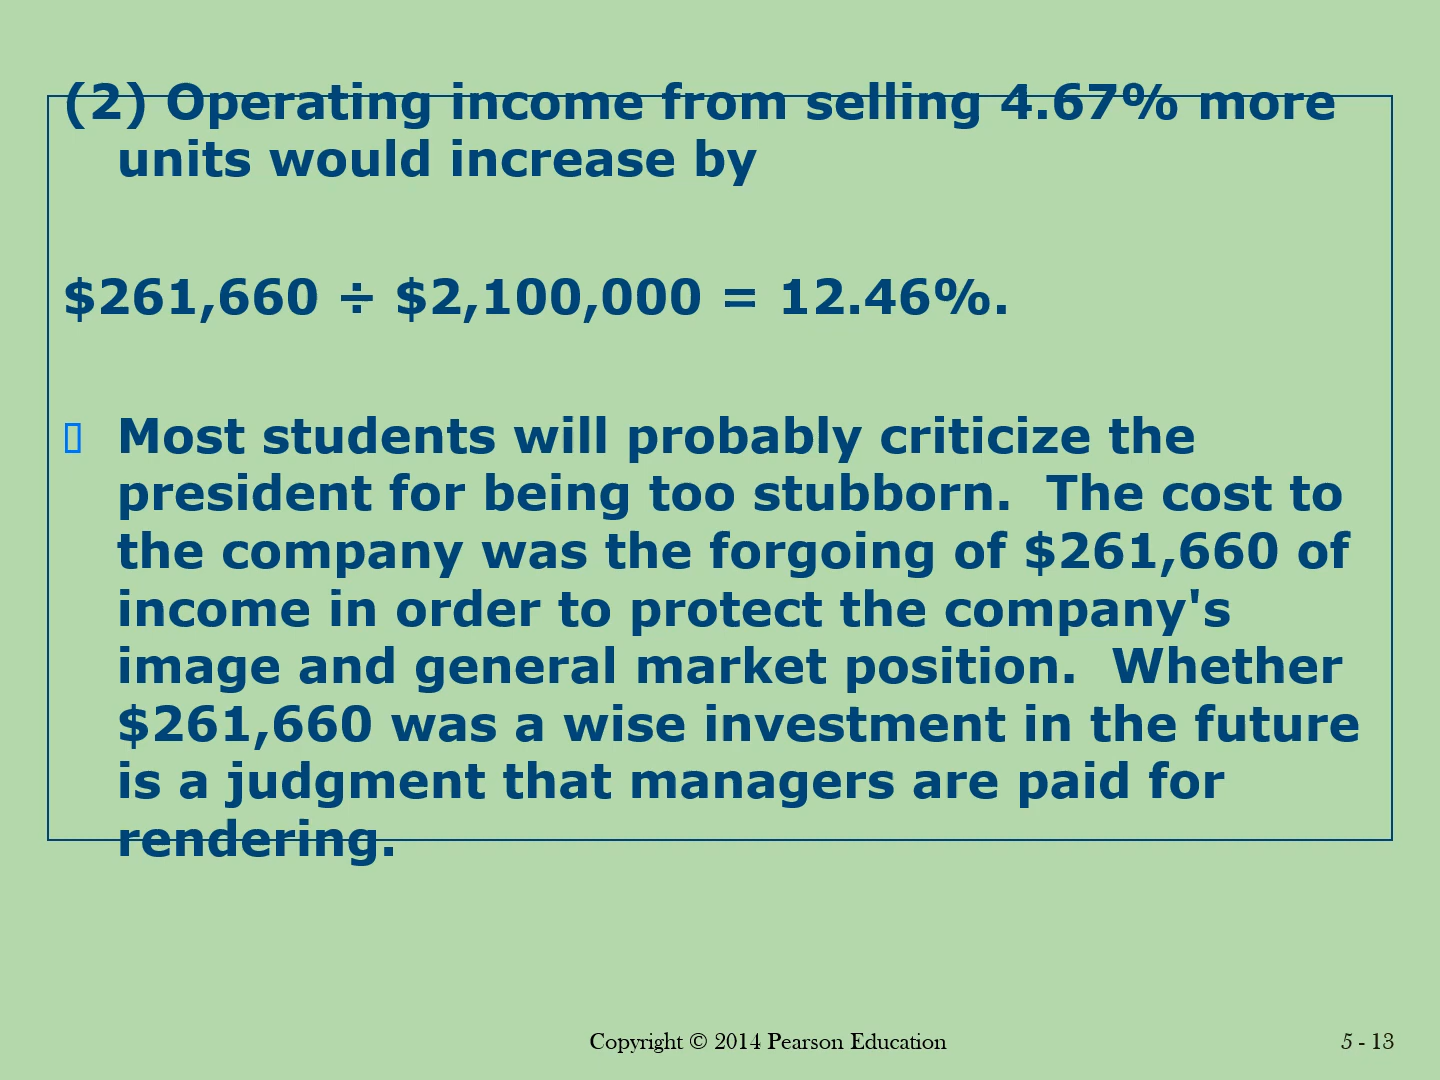 (2) Operating income from selling 4.67% more
units would increase by
$261,660 ÷ $2,100,000 = 12.46%.
Most students will probably criticize the
president for being too stubborn.  The cost to
the company was the forgoing of $261,660 of
income in order to protect the company's
image and general market position.  Whether
$261,660 was a wise investment in the future
is a judgment that managers are paid for
rendering.
Copyright © 2014 Pearson Education
5 - 13